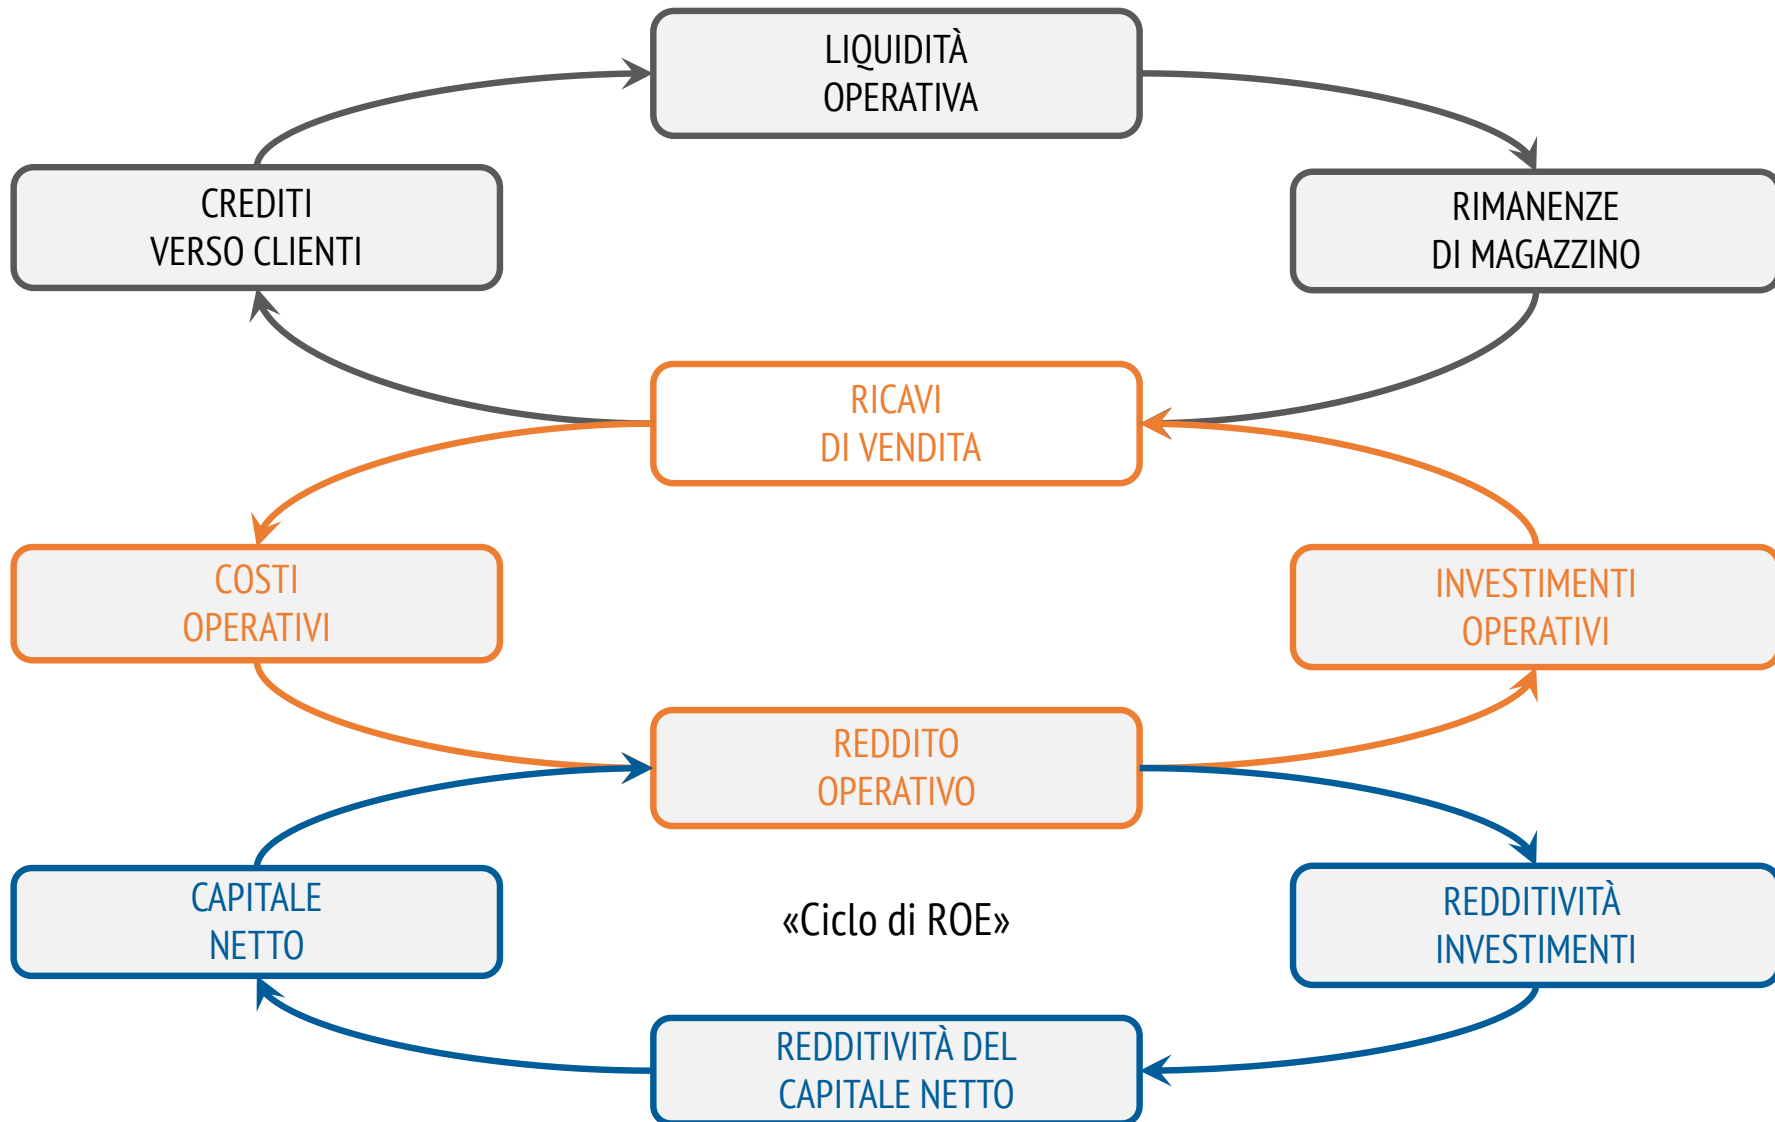 LIQUIDITÀ
OPERATIVA
CREDITI
VERSO CLIENTI
RIMANENZE
DI MAGAZZINO
RICAVI
DI VENDITA
COSTI
OPERATIVI
INVESTIMENTI
OPERATIVI
REDDITO
OPERATIVO
CAPITALE
NETTO
«Ciclo di ROE»
REDDITIVITÀ
INVESTIMENTI
REDDITIVITÀ DEL
CAPITALE NETTO